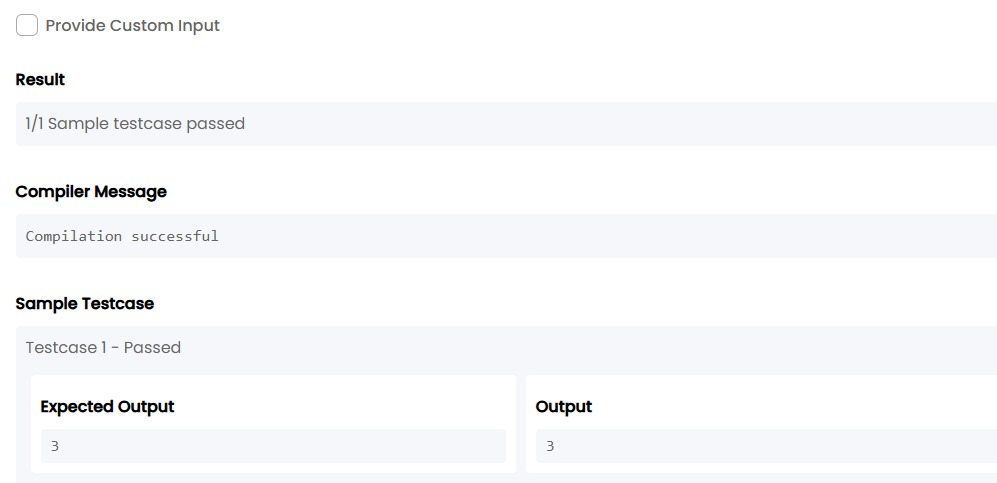 Provide Custom Input
Result
1/1 Sample testcase passed
Compiler Message
Compilation successful
Sample Testcase
Testcase 1 - Passed
Expected Output
Output
3
3